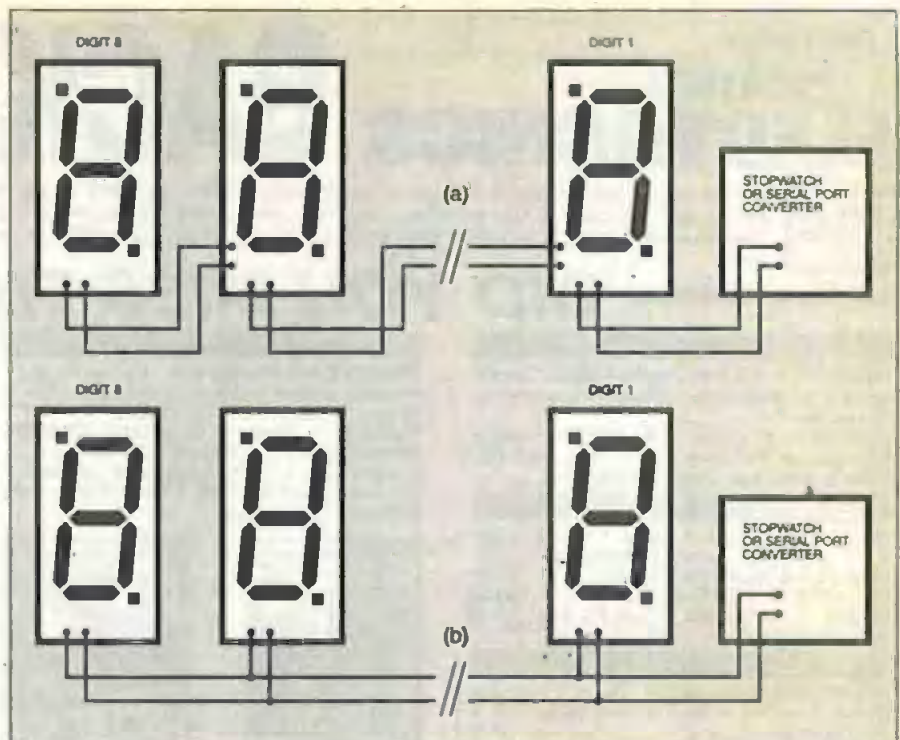 DIGIT 8
DIGIT 1
(a)
STOPWATCH
OR SERIAL PORT
CONVERTER
DIGIT 8
DIGIT 1
STOPWATCH
OR SERIAL PORT
CONVERTER
(b)